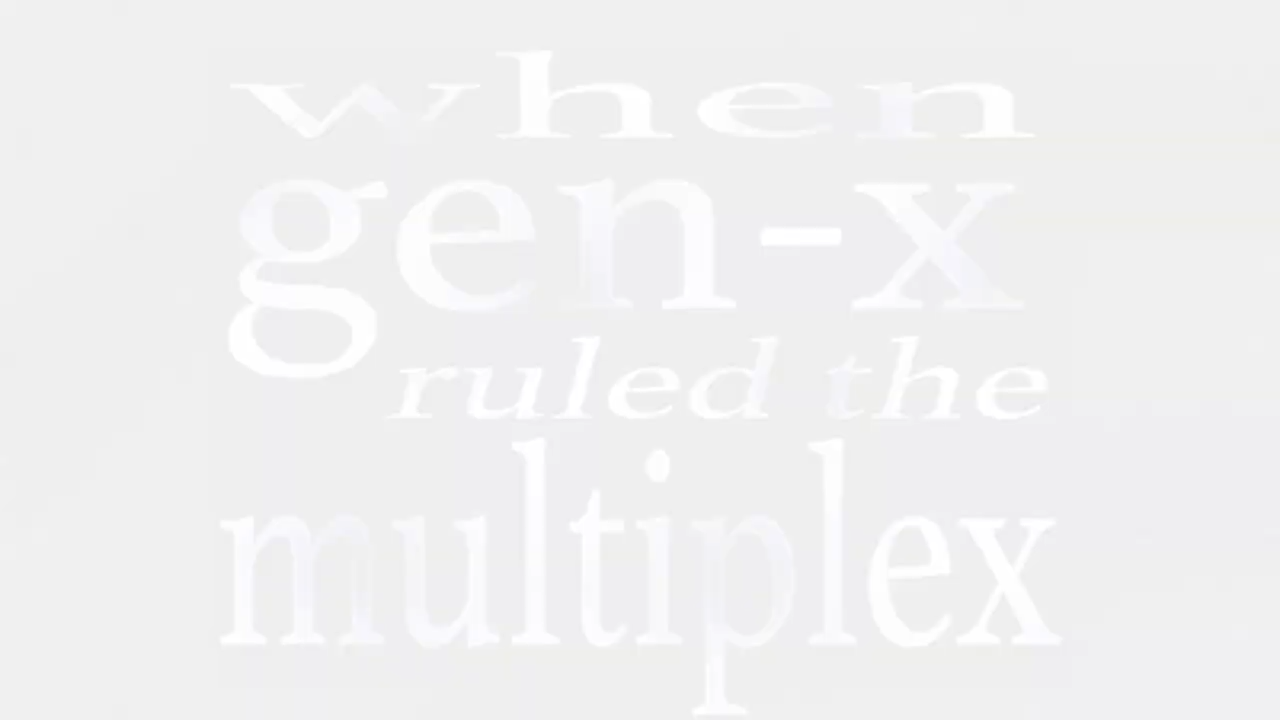 when
gen-x
ruled the
multiplex